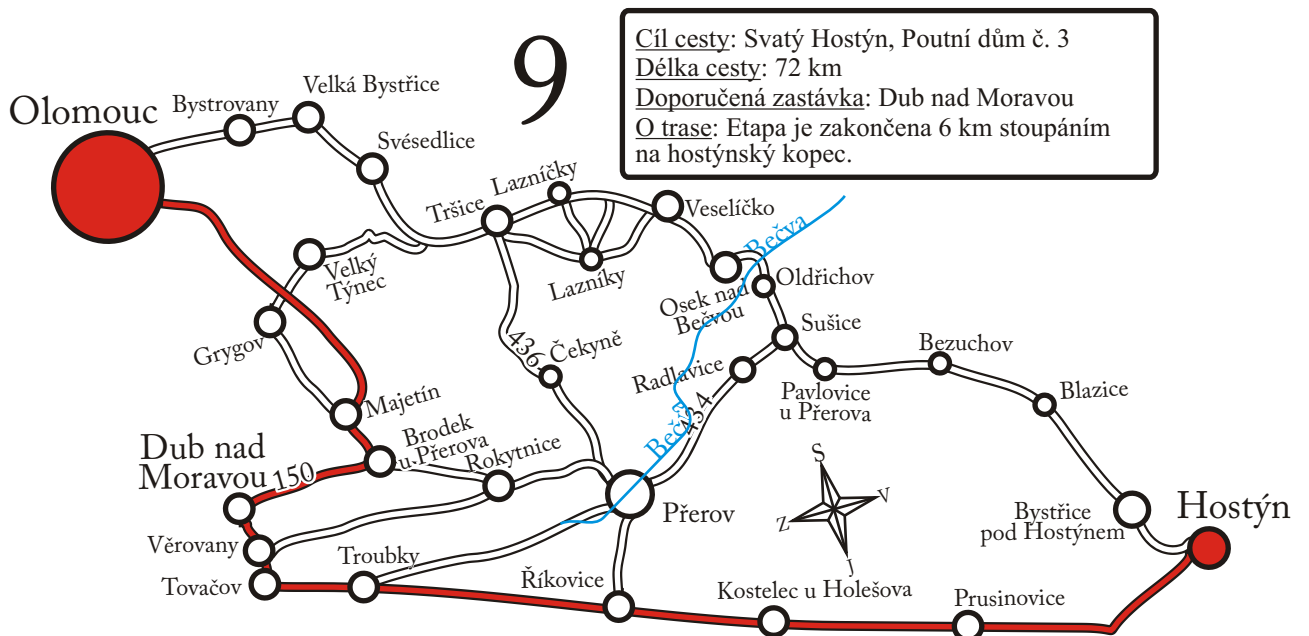 9
Cíl cesty: Svatý Hostýn, Poutní dům č. 3
Délka cesty: 72 km
Doporučená zastávka: Dub nad Moravou
O trase: Etapa je zakončena 6 km stoupáním
na hostýnský kopec.
Olomouc
Bystrovany
Velká Bystřice
Svésedlice
Tršice
Lazníčky
Veselíčko
Bečva
Velký
Týnec
Lazníky
Osek nad
Bečvou
Oldřichov
Grygov
436
Čekyně
Sušice
Radlavice
Pavlovice
u Přerova
Bezuchov
Blazice
Majetín
434
Bečva
Dub nad
Moravou
150
Brodek
u Přerova
Rokytnice
Přerov
S
V
Z
J
Bystřice
pod Hostýnem
Hostýn
Věrovany
Tovačov
Troubky
Říkovice
Kostelec u Holešova
Prusinovice